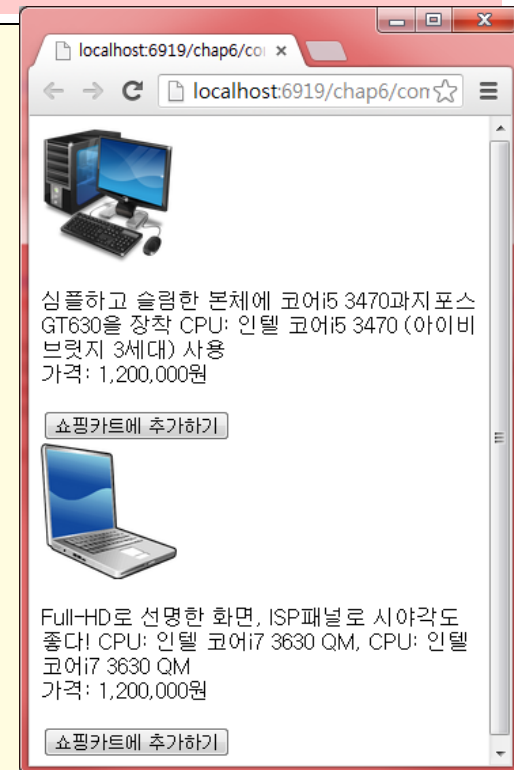 localhost:6919/chap6/co
localhost:6919/chap6/con
심플하고 슬림한 본체에 코어i5 3470과지포스
GT630을 장착 CPU: 인텔 코어i5 3470 (아이비
브릿지 3세대) 사용
가격: 1,200,000원
쇼핑카트에 추가하기
Full-HD로 선명한 화면, ISP패널로 시야각도
좋다! CPU: 인텔 코어i7 3630 QM, CPU: 인텔
코어i7 3630 QM
가격: 1,200,000원
쇼핑카트에 추가하기